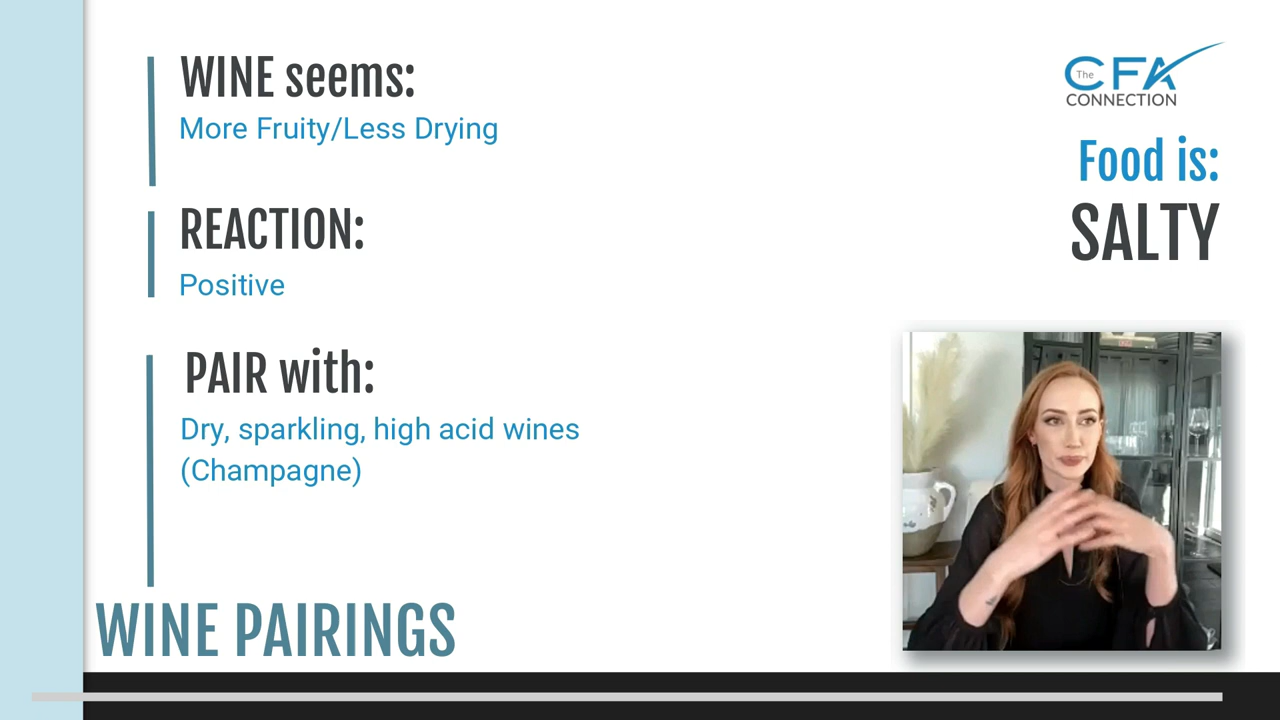 WINE seems:
More Fruity/Less Drying
REACTION:
Positive
PAIR with:
Dry, sparkling, high acid wines
(Champagne)
WINE PAIRINGS
The CFA
CONNECTION
Food is:
SALTY